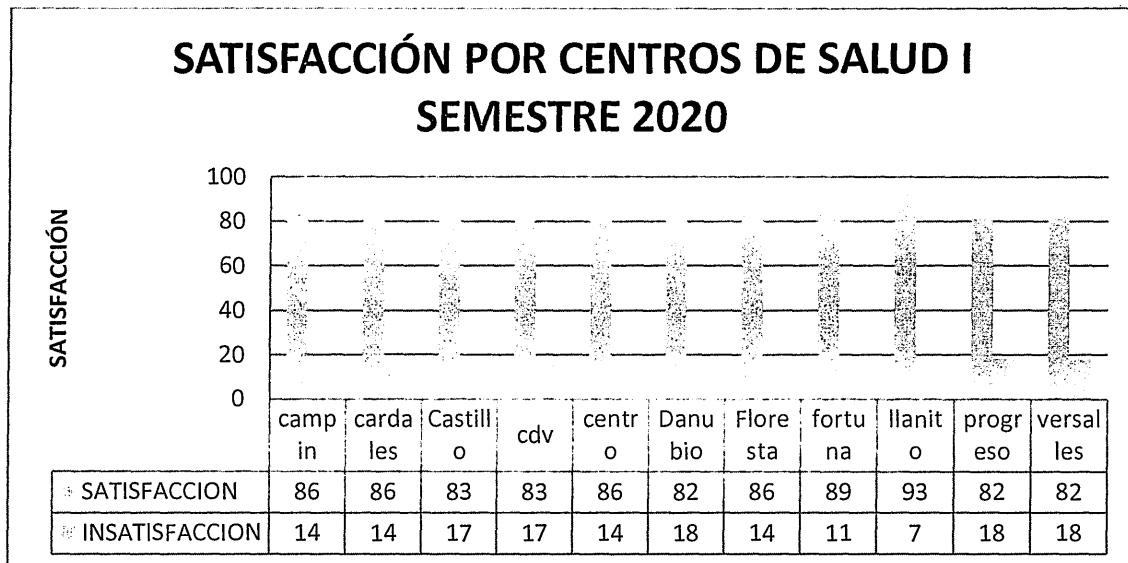 SATISFACCIÓN POR CENTROS DE SALUD I
SEMESTRE 2020
SATISFACCIÓN
100
80
60
40
20
0
camp in carda les Castill o cdv centr o Danu bio Flore sta fortu na llanit o progr eso versal les
SATISFACCION 86 86 83 83 86 82 86 89 93 82 82
INSATISFACCION 14 14 17 17 14 18 14 11 7 18 18